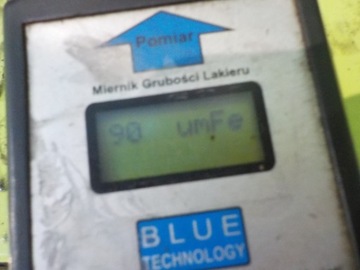 Pomiar
Miernik Grubości Lakieru
90 umFe
BLUE
TECHNOLOGY